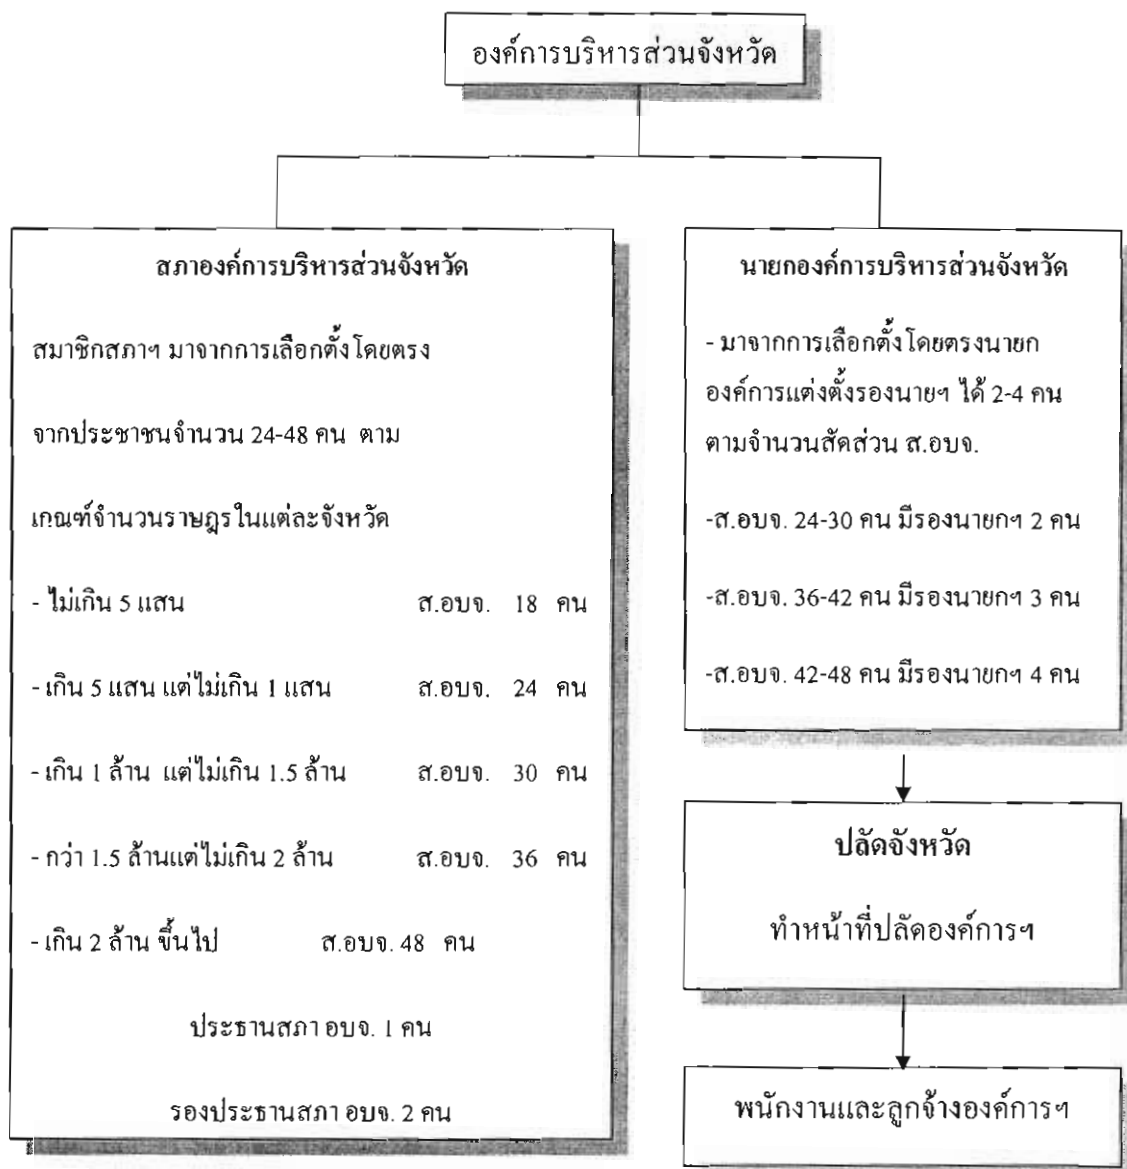 องค์การบริหารส่วนจังหวัด
สภาองค์การบริหารส่วนจังหวัด
สมาชิกสภาฯ มาจากการเลือกตั้งโดยตรง
จากประชาชนจำนวน 24-48 คน ตาม
เกณฑ์จำนวนราษฎรในแต่ละจังหวัด
- ไม่เกิน 5 แสน ส.อบจ. 18 คน
- เกิน 5 แสน แต่ไม่เกิน 1 แสน ส.อบจ. 24 คน
- เกิน 1 ล้าน แต่ไม่เกิน 1.5 ล้าน ส.อบจ. 30 คน
- กว่า 1.5 ล้านแต่ไม่เกิน 2 ล้าน ส.อบจ. 36 คน
- เกิน 2 ล้าน ขึ้นไป ส.อบจ. 48 คน
ประธานสภา อบจ. 1 คน
รองประธานสภา อบจ. 2 คน
นายกองค์การบริหารส่วนจังหวัด
- มาจากการเลือกตั้งโดยตรงนายก
องค์การแต่งตั้งรองนายฯ ได้ 2-4 คน
ตามจำนวนสัดส่วน ส.อบจ.
-ส.อบจ. 24-30 คน มีรองนายกฯ 2 คน
-ส.อบจ. 36-42 คน มีรองนายกฯ 3 คน
-ส.อบจ. 42-48 คน มีรองนายกฯ 4 คน
ปลัดจังหวัด
ทำหน้าที่ปลัดองค์การฯ
พนักงานและลูกจ้างองค์การฯ